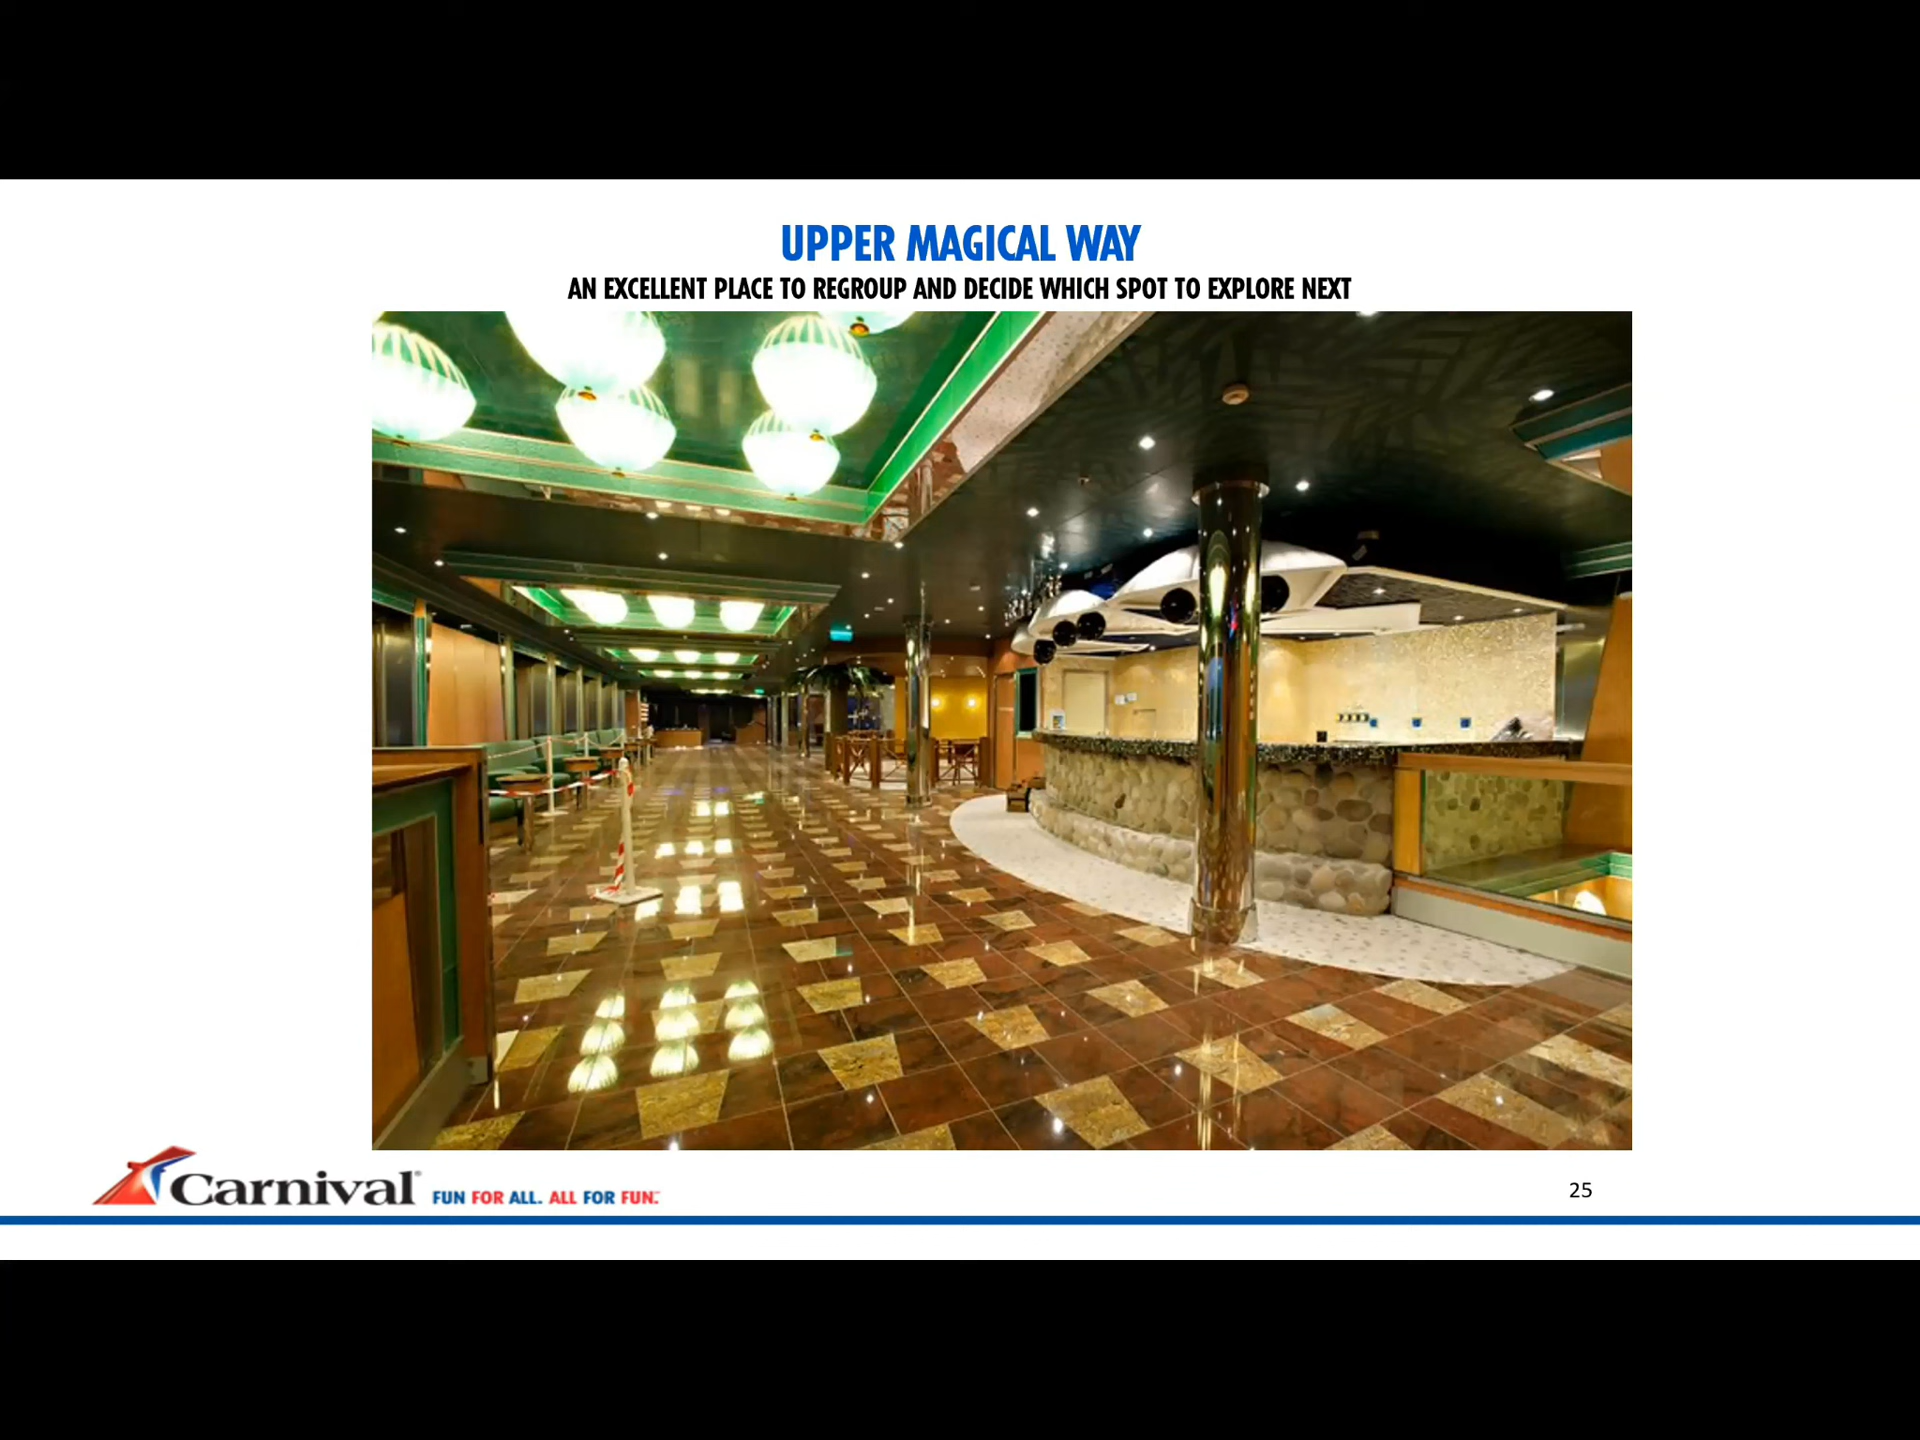 UPPER MAGICAL WAY
AN EXCELLENT PLACE TO REGROUP AND DECIDE WHICH SPOT TO EXPLORE NEXT
Carnival® FUN FOR ALL. ALL FOR FUN.™
25